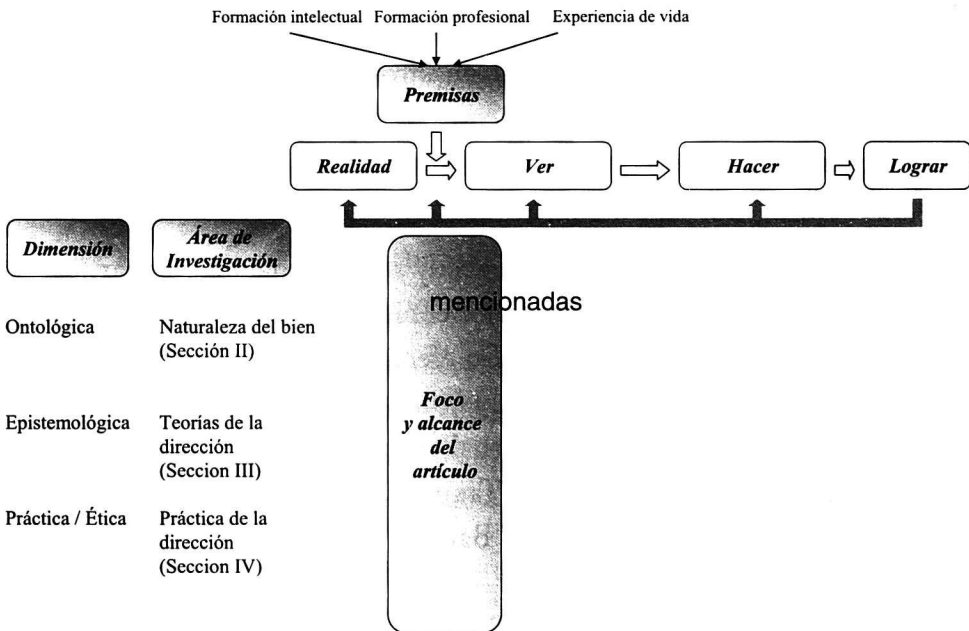 Formación intelectual Formación profesional Experiencia de vida
Premisas
Realidad Ver Hacer Lograr
Dimensión
Área de
Investigación
mencionadas
Ontológica
Naturaleza del bien
(Sección II)
Foco
y alcance
del
artículo
Epistemológica
Teorías de la
dirección
(Seccion III)
Práctica / Ética
Práctica de la
dirección
(Seccion IV)